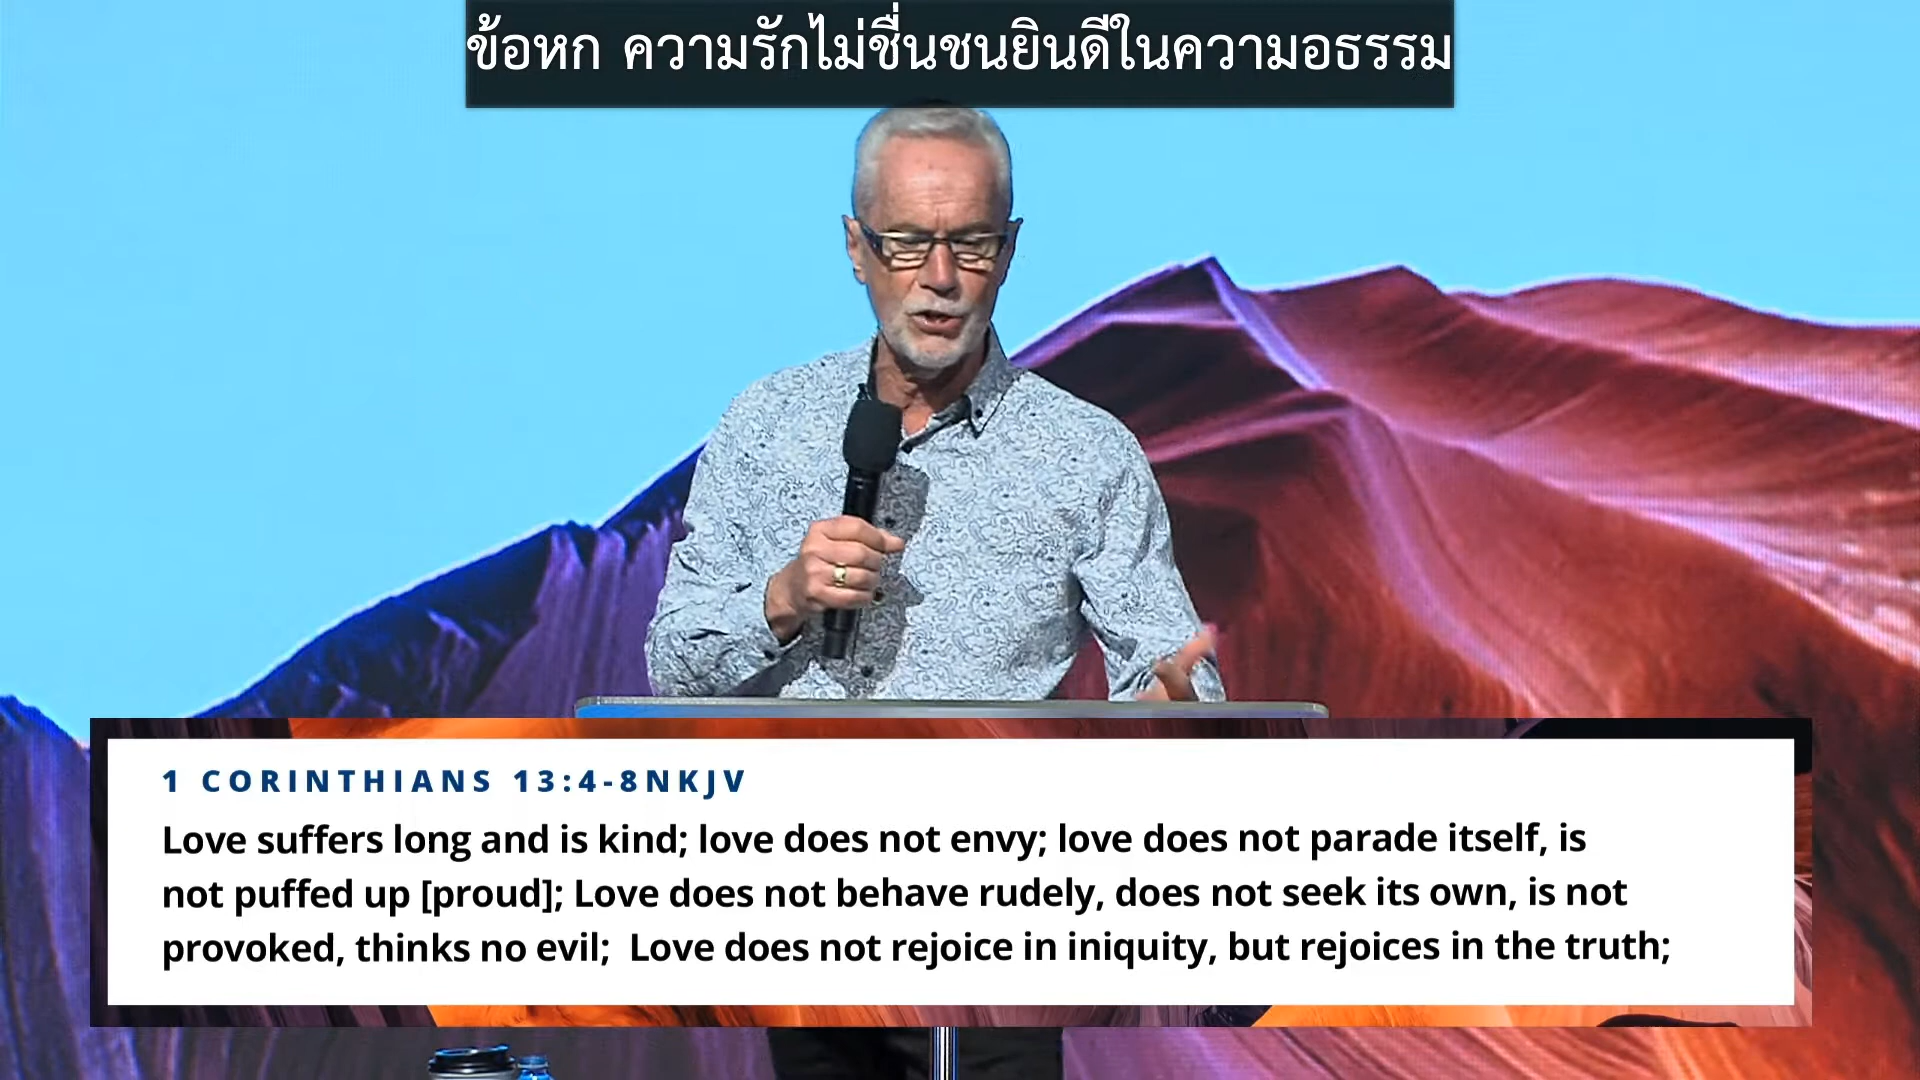 ข้อหก ความรักไม่ชื่นชนยินดีในความอธรรม
1 CORINTHIANS 13:4-8NKJV
Love suffers long and is kind; love does not envy; love does not parade itself, is
not puffed up [proud]; Love does not behave rudely, does not seek its own, is not
provoked, thinks no evil;  Love does not rejoice in iniquity, but rejoices in the truth;